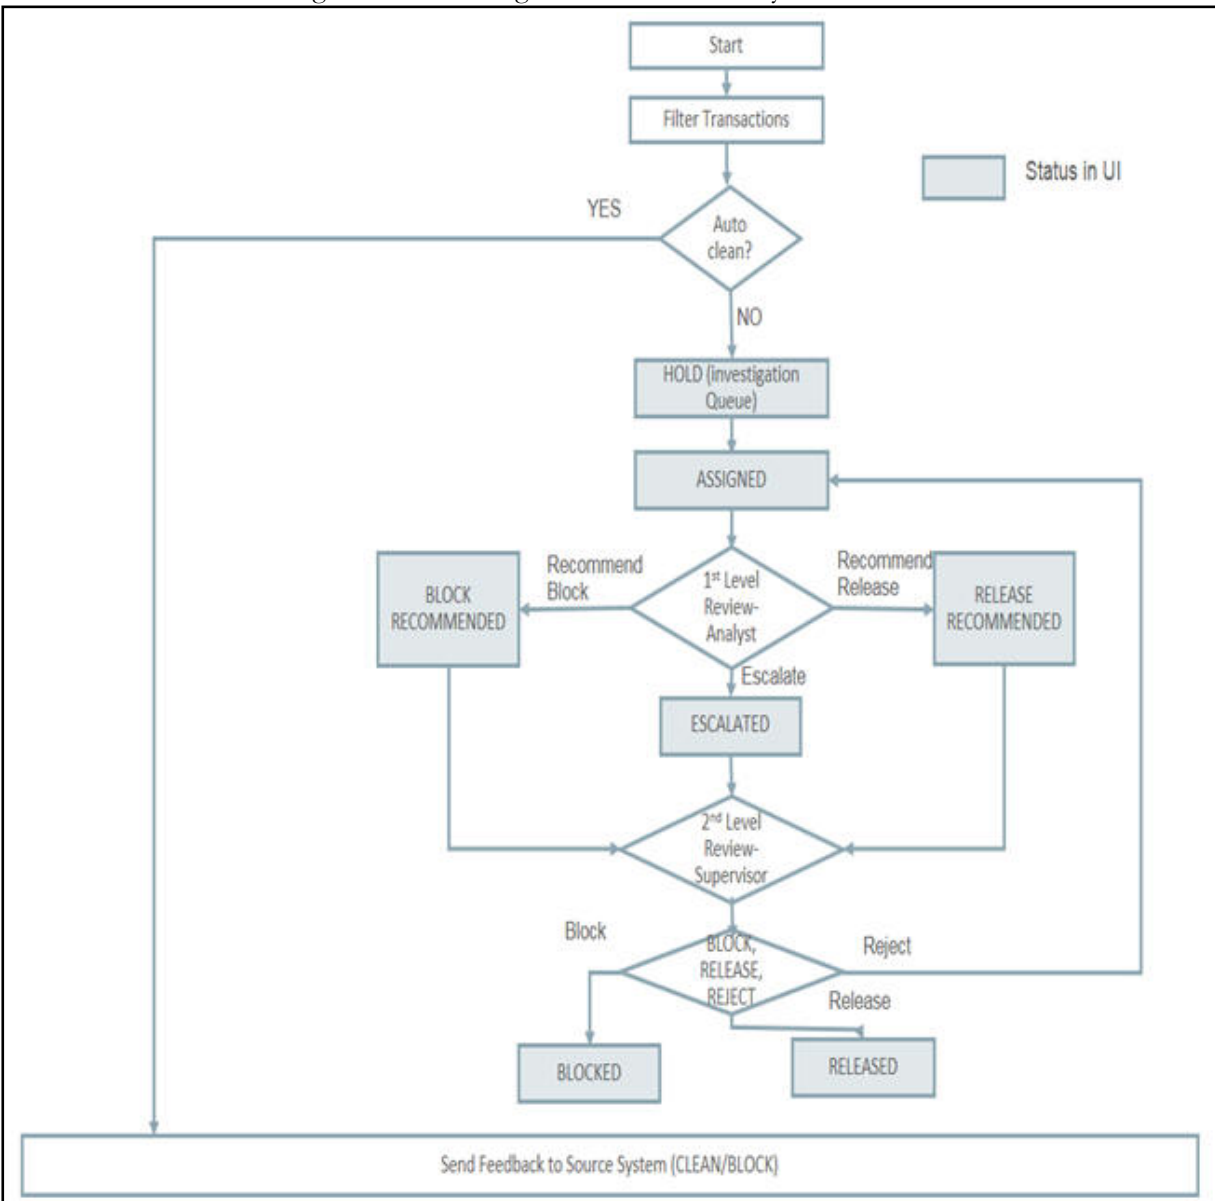 Start
Filter Transactions
Status in UI
YES
Auto
clean?
NO
HOLD (investigation
Queue)
ASSIGNED
Recommend
Block
Recommend
Release
1st Level
Review-
Analyst
BLOCK
RECOMMENDED
RELEASE
RECOMMENDED
Escalate
ESCALATED
2nd Level
Review-
Supervisor
Block
BLOCK,
RELEASE,
REJECT
Reject
Release
BLOCKED
RELEASED
Send Feedback to Source System (CLEAN/BLOCK)